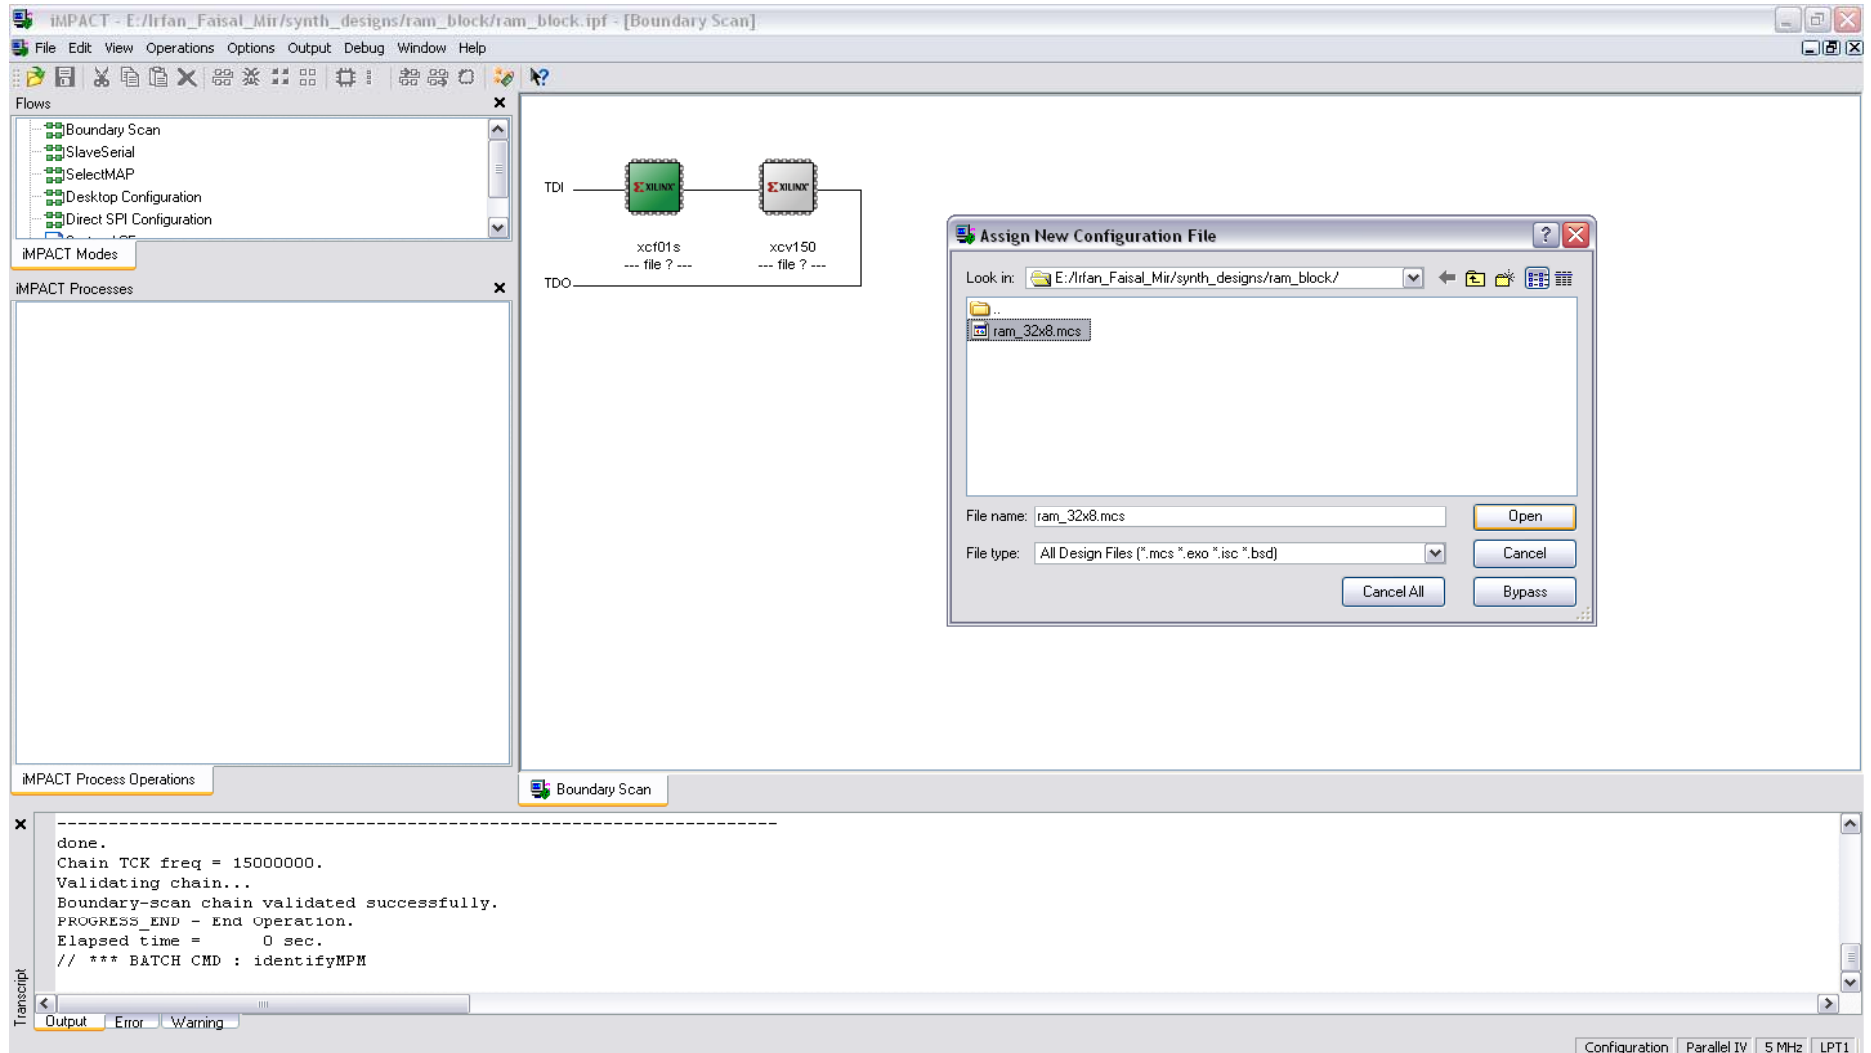 iMPACT - E:/Irfan_Faisal_Mir/synth_designs/ram_block/ram_block.ipf - [Boundary Scan]
File Edit View Operations Options Output Debug Window Help
Flows
Boundary Scan
SlaveSerial
SelectMAP
Desktop Configuration
Direct SPI Configuration
iMPACT Modes
iMPACT Processes
iMPACT Process Operations
TDI
XILINX
XILINX
xcf01s
xcv150
--- file ? ---
--- file ? ---
TDO
Boundary Scan
Assign New Configuration File
Look in: E:/Irfan_Faisal_Mir/synth_designs/ram_block/
..
ram_32x8.mcs
File name: ram_32x8.mcs
Open
File type: All Design Files (*.mcs *.exo *.isc *.bsd)
Cancel
Cancel All
Bypass
----------------------------------------------------------------------
done.
Chain TCK freq = 15000000.
Validating chain...
Boundary-scan chain validated successfully.
PROGRESS_END - End Operation.
Elapsed time =      0 sec.
// *** BATCH CMD : identifyMPM
Transcript
Output Error Warning
Configuration Parallel IV 5 MHz LPT1